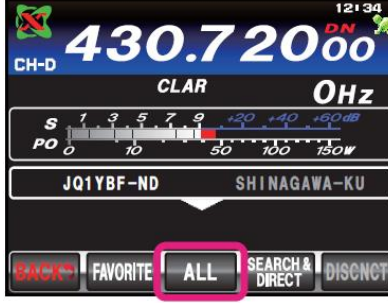 12:34
DN
CH-D 430.72000
CLAR 0Hz
S 1 3 5 7 9 +20 +40 +60dB
PO 0 10 50 100 150W
JQ1YBF-ND SHINAGAWA-KU
BACK FAVORITE ALL SEARCH & DIRECT DISCNCT